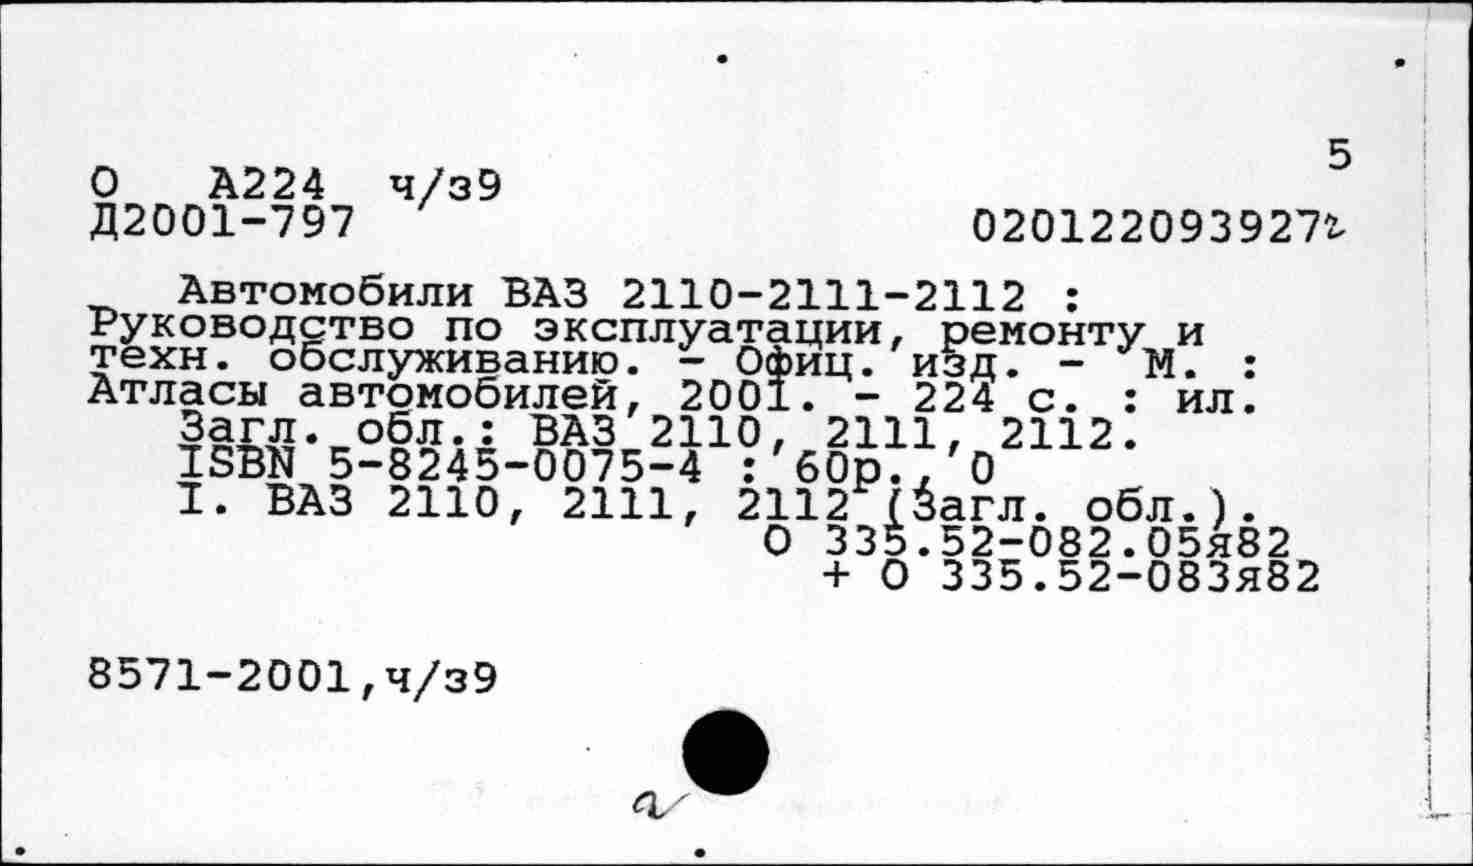 5
О А224 ч/з9
Д2001-797 020122093927г
Автомобили ВАЗ 2110-2111-2112 :
Руководство по эксплуатации, ремонту и
техн. обслуживанию. - Офиц. изд. - М. :
Атласы автомобилей, 2001. - 224 с. : ил.
Загл. обл.: ВАЗ 2110, 2111, 2112.
ISBN 5-8245-0075-4 : 60р., 0
I. ВАЗ 2110, 2111, 2112 (Загл. обл.).
О 335.52-082.05я82
+ О 335.52-083я82
8571-2001,ч/з9